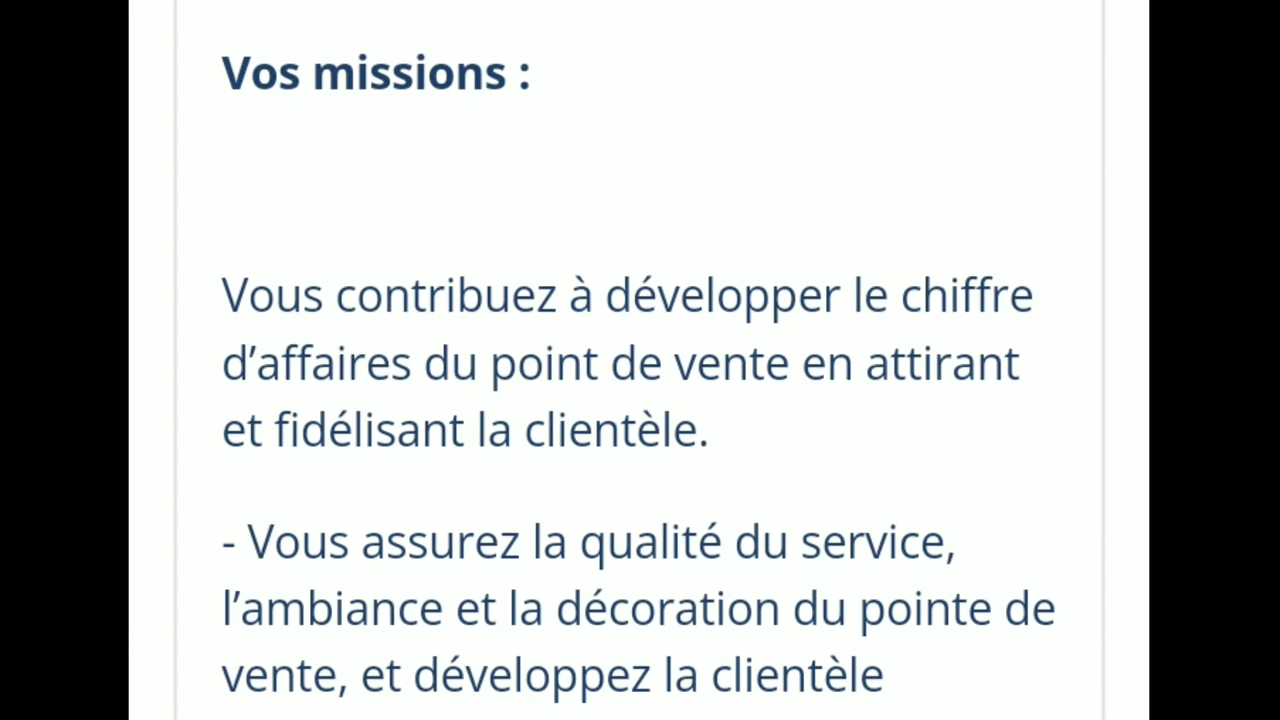 Vos missions :
Vous contribuez à développer le chiffre
d’affaires du point de vente en attirant
et fidélisant la clientèle.
- Vous assurez la qualité du service,
l’ambiance et la décoration du pointe de
vente, et développez la clientèle